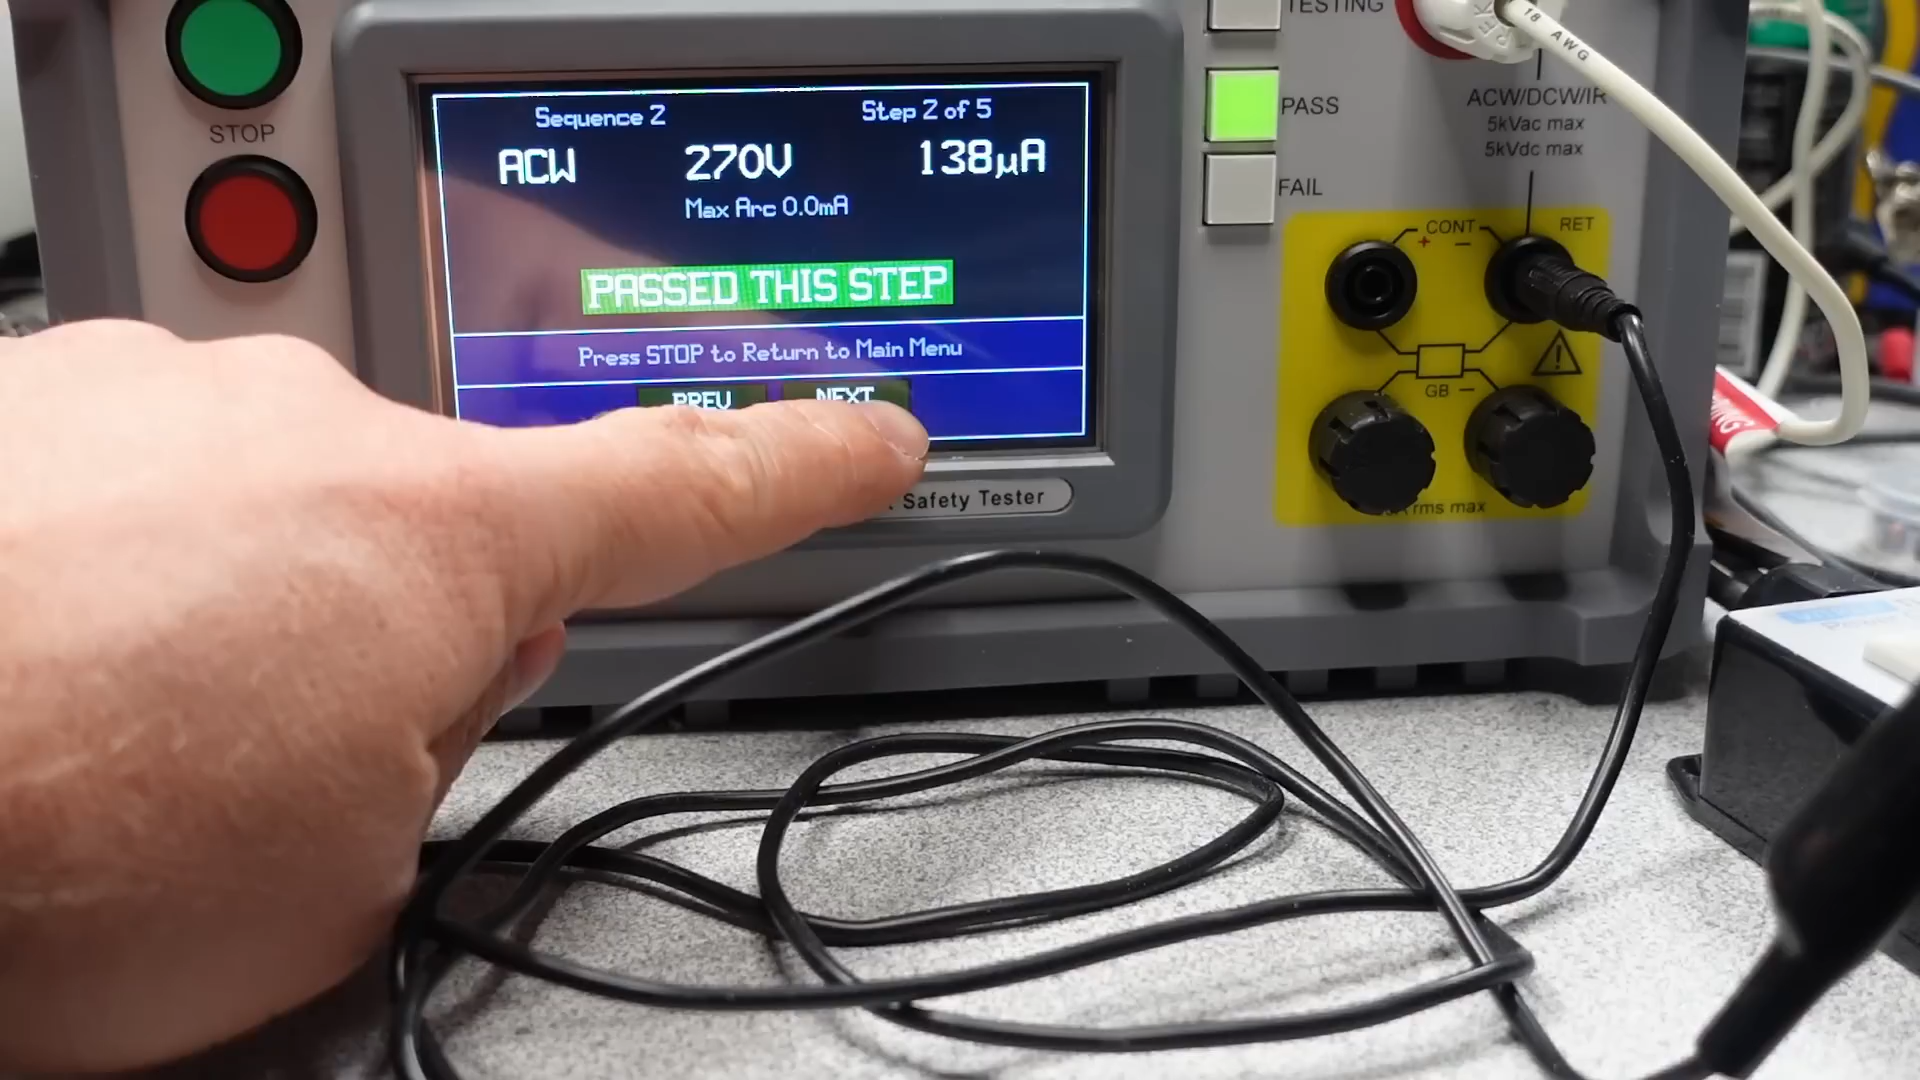 STOP
Sequence 2
Step 2 of 5
ACW
270V
138µA
Max Arc 0.0mA
PASSED THIS STEP
Press STOP to Return to Main Menu
PREV
NEXT
Safety Tester
TESTING
PASS
FAIL
18 AWG
ACW/DCW/IR
5kVac max
5kVdc max
CONT
+
–
RET
GB –
rms max